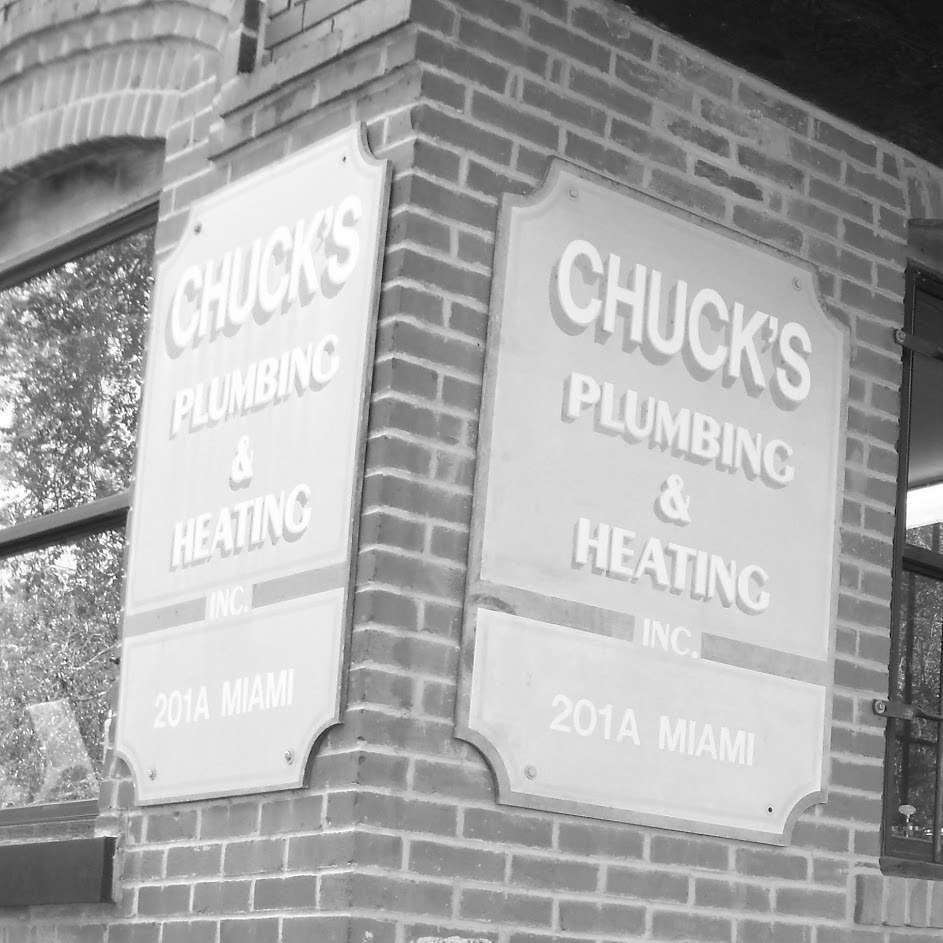 CHUCK'S
PLUMBING
&
HEATING
INC.
201A MIAMI
CHUCK'S
PLUMBING
&
HEATING
INC.
201A MIAMI